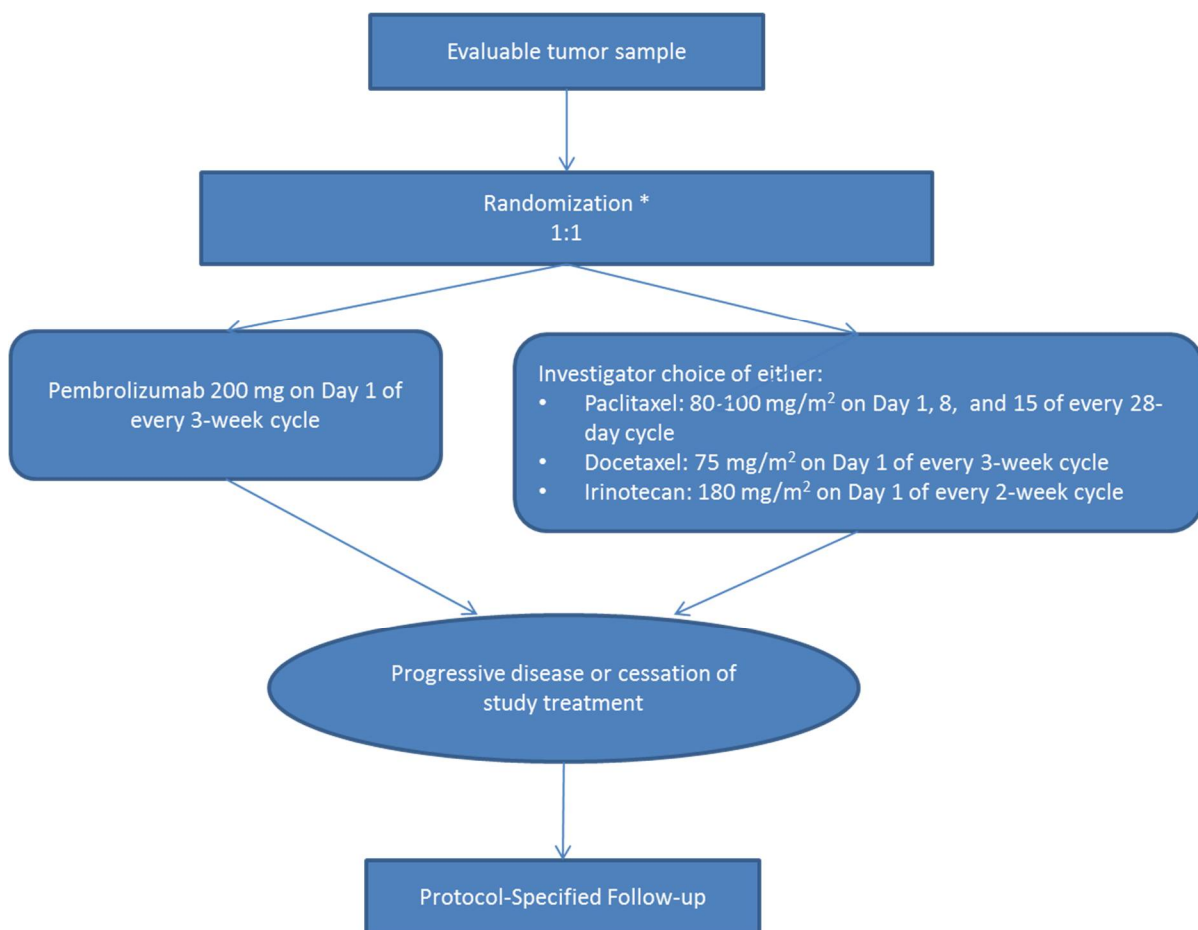 Evaluable tumor sample
Randomization *
1:1
Pembrolizumab 200 mg on Day 1 of
every 3-week cycle
Investigator choice of either:
• Paclitaxel: 80-100 mg/m² on Day 1, 8, and 15 of every 28-
day cycle
• Docetaxel: 75 mg/m² on Day 1 of every 3-week cycle
• Irinotecan: 180 mg/m² on Day 1 of every 2-week cycle
Progressive disease or cessation of
study treatment
Protocol-Specified Follow-up